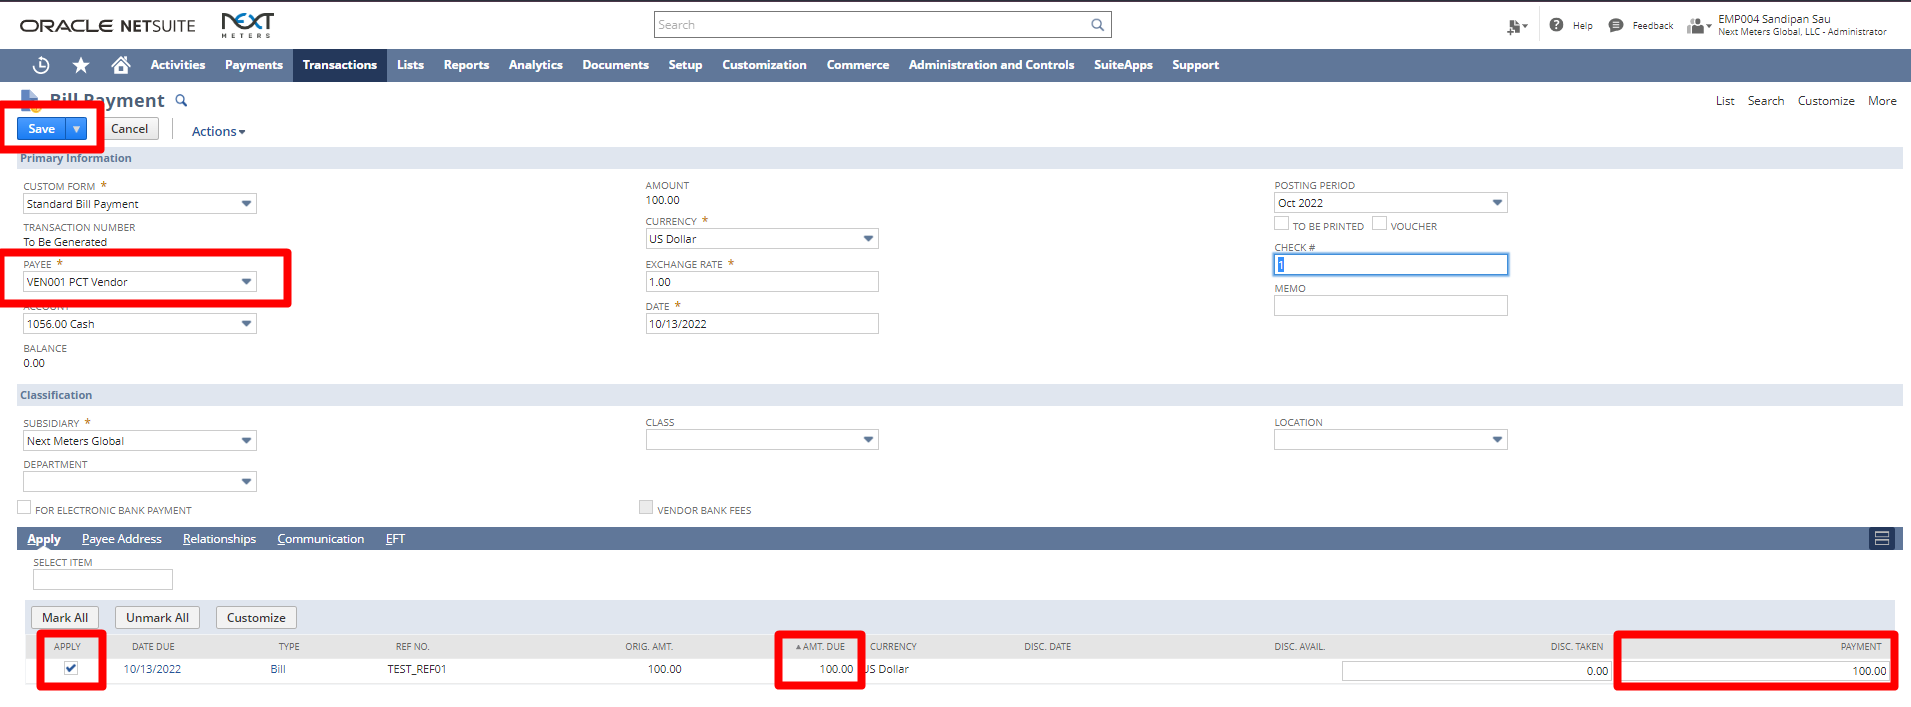 ORACLE NETSUITE NEXT METERS Search Help Feedback EMP004 Sandipan Sau
Next Meters Global, LLC - Administrator
Activities Payments Transactions Lists Reports Analytics Documents Setup Customization Commerce Administration and Controls SuiteApps Support
Bill Payment List Search Customize More
Save Cancel Actions
Primary Information
CUSTOM FORM *
Standard Bill Payment
TRANSACTION NUMBER
To Be Generated
PAYEE *
VEN001 PCT Vendor
ACCOUNT
1056.00 Cash
BALANCE
0.00
AMOUNT
100.00
CURRENCY *
US Dollar
EXCHANGE RATE *
1.00
DATE *
10/13/2022
POSTING PERIOD
Oct 2022
TO BE PRINTED VOUCHER
CHECK #
1
MEMO
Classification
SUBSIDIARY *
Next Meters Global
DEPARTMENT
CLASS
LOCATION
FOR ELECTRONIC BANK PAYMENT VENDOR BANK FEES
Apply Payee Address Relationships Communication EFT
SELECT ITEM
Mark All Unmark All Customize
APPLY DATE DUE TYPE REF NO. ORIG. AMT. AMT. DUE CURRENCY DISC. DATE DISC. AVAIL. DISC. TAKEN PAYMENT
10/13/2022 Bill TEST_REF01 100.00 100.00 US Dollar 0.00 100.00